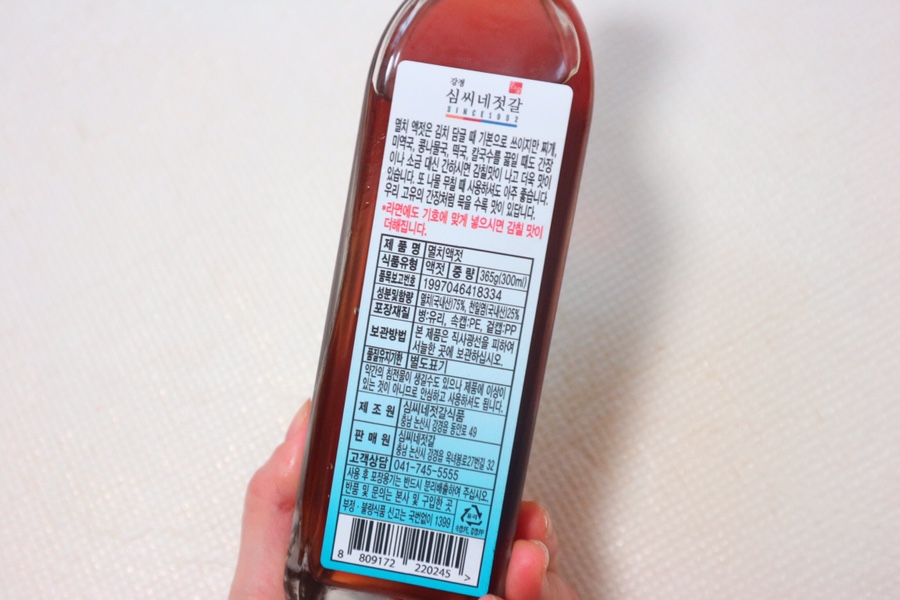 강경
심씨네젓갈
SINCE1992
멸치 액젓은 김치 담글 때 기본으로 쓰이지만 찌개,
미역국, 콩나물국, 떡국, 칼국수를 끓일 때도 간장
이나 소금 대신 간하시면 감칠맛이 나고 더욱 맛이
있습니다. 또 나물 무칠 때 사용하셔도 아주 좋습니다.
우리 고유의 간장처럼 묵을 수록 맛이 있답니다.
*라면에도 기호에 맞게 넣으시면 감칠 맛이
더해집니다.
제품명 멸치액젓
식품유형 액젓 중량 365g(300ml)
품목보고번호 1997046418334
성분및함량 멸치(국내산)75%, 천일염(국내산)25%
포장재질 병:유리, 속캡:PE, 겉캡:PP
보관방법 본 제품은 직사광선을 피하여
서늘한 곳에 보관하십시오.
품질유지기한 별도표기
약간의 침전물이 생길수도 있으나 제품에 이상이
있는 것이 아니므로 안심하고 사용하셔도 됩니다.
제조원 심씨네젓갈식품
충남 논산시 강경읍 동안로 49
판매원 심씨네젓갈
충남 논산시 강경읍 옥녀봉로27번길 32
고객상담 041-745-5555
사용 후 포장용기는 반드시 분리배출하여 주십시오.
반품 및 문의는 본사 및 구입한 곳
부정·불량식품 신고는 국번없이 1399
유리
속캡:PE, 겉캡:PP
8 809172 220245 >